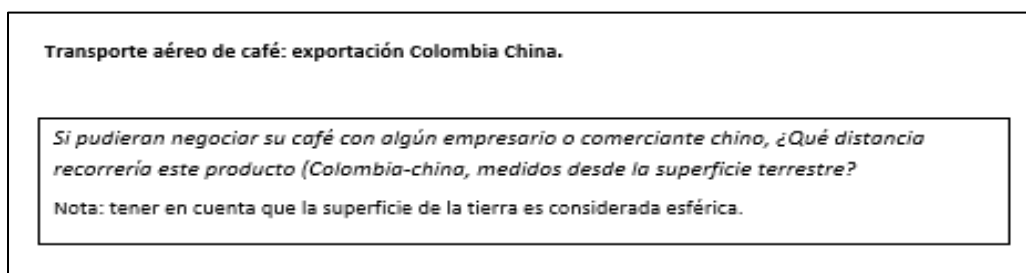 Transporte aéreo de café: exportación Colombia China.
Si pudieran negociar su café con algún empresario o comerciante chino, ¿Qué distancia
recorrería este producto (Colombia-china, medidos desde la superficie terrestre?
Nota: tener en cuenta que la superficie de la tierra es considerada esférica.